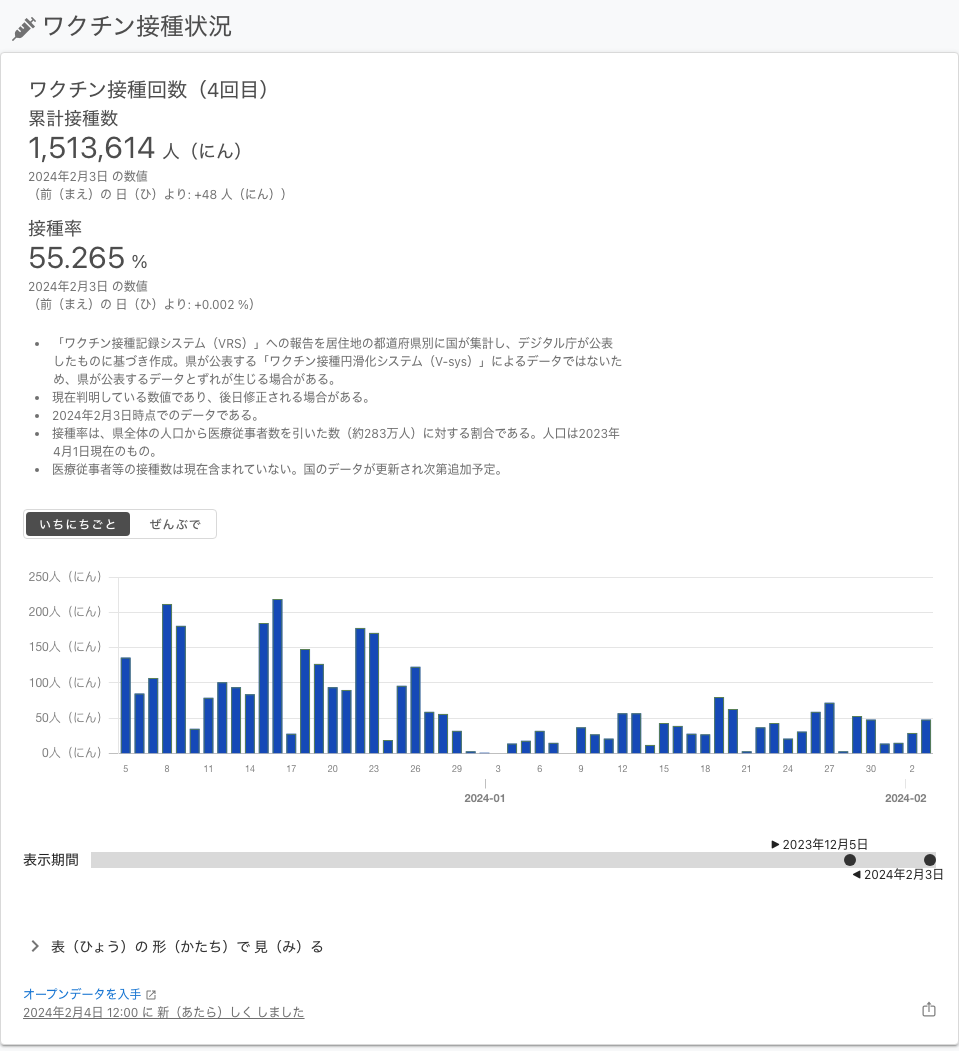 ワクチン接種状況
ワクチン接種回数（4回目）
累計接種数
1,513,614 人（にん）
2024年2月3日 の数値
（前（まえ）の 日（ひ）より: +48 人（にん））
接種率
55.265 %
2024年2月3日 の数値
（前（まえ）の 日（ひ）より: +0.002 %）
• 「ワクチン接種記録システム（VRS）」への報告を居住地の都道府県別に国が集計し、デジタル庁が公表
したものに基づき作成。県が公表する「ワクチン接種円滑化システム（V-sys）」によるデータではないた
め、県が公表するデータとずれが生じる場合がある。
• 現在判明している数値であり、後日修正される場合がある。
• 2024年2月3日時点でのデータである。
• 接種率は、県全体の人口から医療従事者数を引いた数（約283万人）に対する割合である。人口は2023年
4月1日現在のもの。
• 医療従事者等の接種数は現在含まれていない。国のデータが更新され次第追加予定。
いちにちごと ぜんぶで
250人（にん）
200人（にん）
150人（にん）
100人（にん）
50人（にん）
0人（にん）
5 8 11 14 17 20 23 26 29 3 6 9 12 15 18 21 24 27 30 2
2024-01 2024-02
▶ 2023年12月5日
表示期間
◀ 2024年2月3日
表（ひょう）の 形（かたち）で 見（み）る
オープンデータを入手
2024年2月4日 12:00 に 新（あたら）しく しました